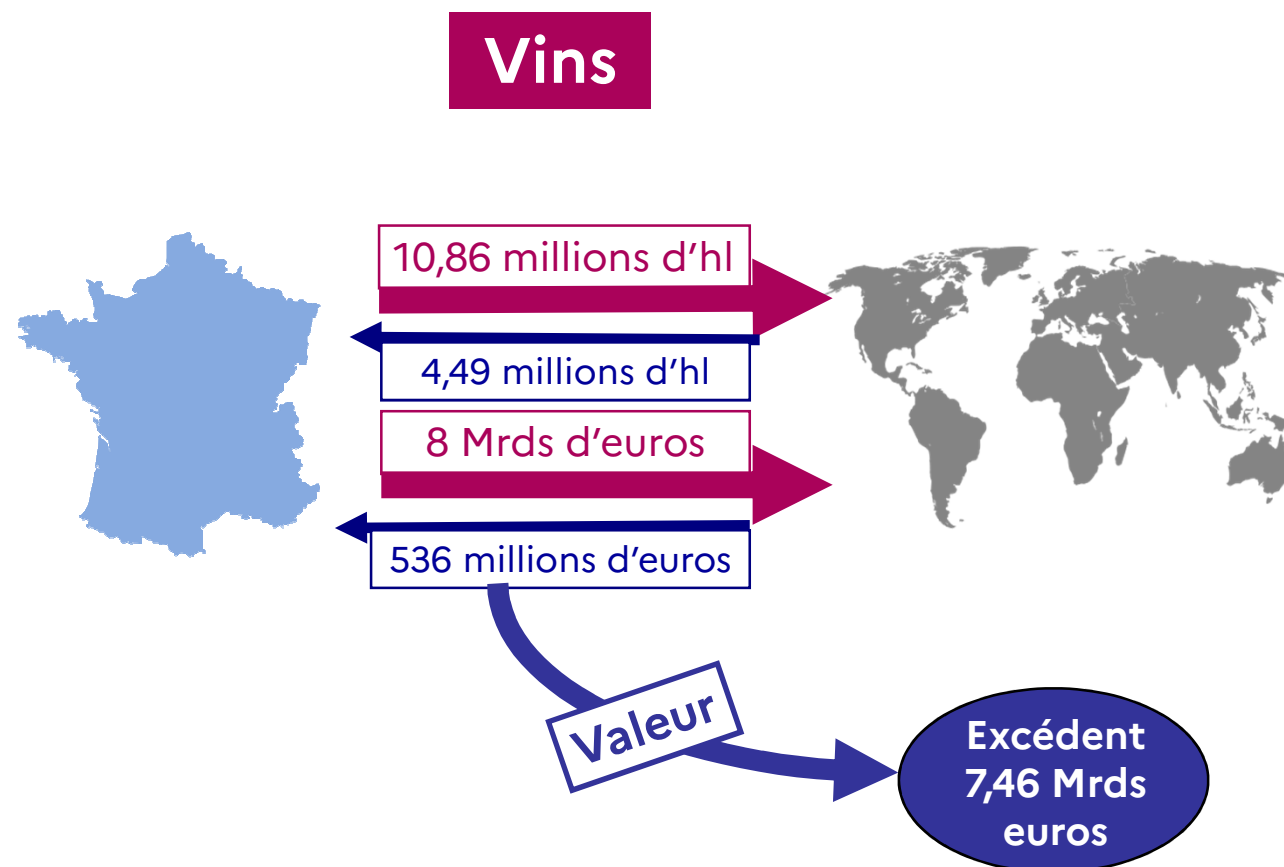 Vins
10,86 millions d’hl
4,49 millions d’hl
8 Mrds d’euros
536 millions d’euros
Valeur
Excédent
7,46 Mrds
euros